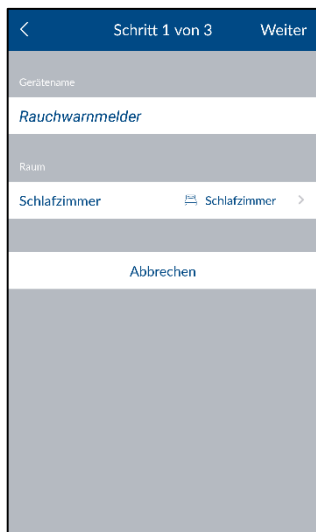 Schritt 1 von 3 Weiter
Gerätename
Rauchwarnmelder
Raum
Schlafzimmer Schlafzimmer
Abbrechen